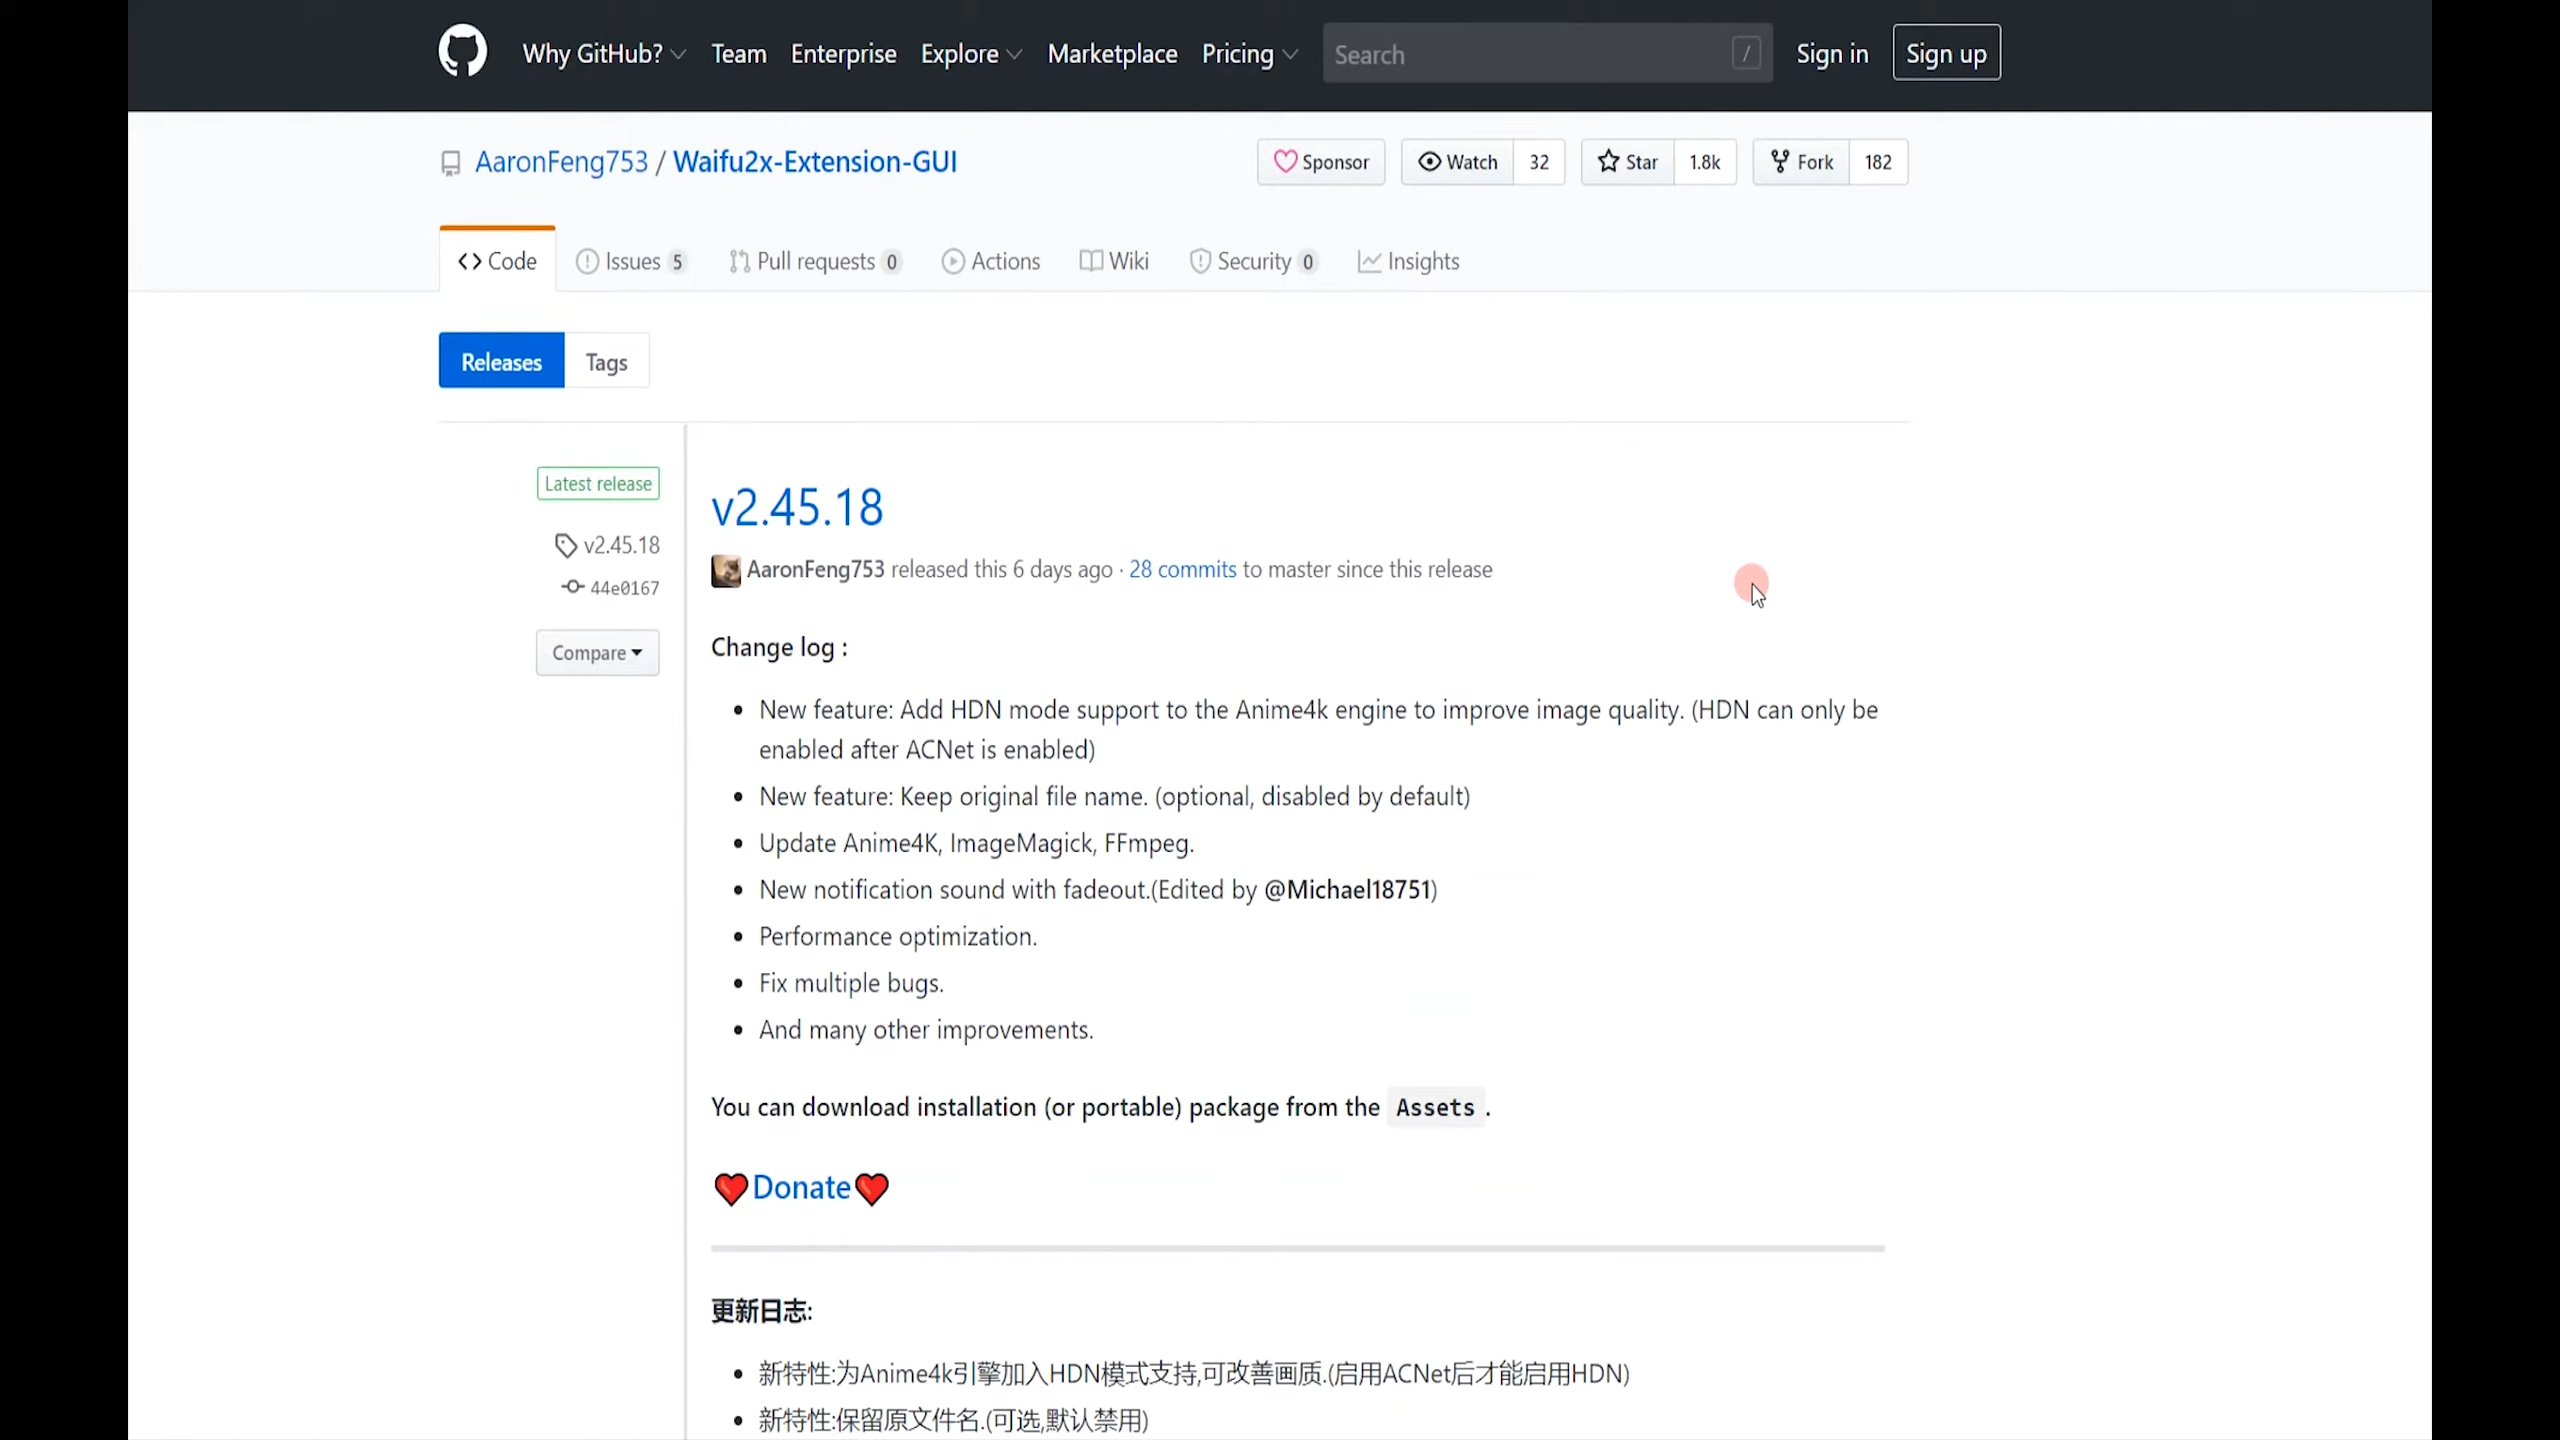 Why GitHub? Team Enterprise Explore Marketplace Pricing Search / Sign in Sign up
AaronFeng753 / Waifu2x-Extension-GUI Sponsor Watch 32 Star 1.8k Fork 182
Code Issues 5 Pull requests 0 Actions Wiki Security 0 Insights
Releases Tags
Latest release
v2.45.18
44e0167
Compare
v2.45.18
AaronFeng753 released this 6 days ago · 28 commits to master since this release
Change log :
• New feature: Add HDN mode support to the Anime4k engine to improve image quality. (HDN can only be
enabled after ACNet is enabled)
• New feature: Keep original file name. (optional, disabled by default)
• Update Anime4K, ImageMagick, FFmpeg.
• New notification sound with fadeout.(Edited by @Michael18751)
• Performance optimization.
• Fix multiple bugs.
• And many other improvements.
You can download installation (or portable) package from the Assets .
❤Donate❤
更新日志:
• 新特性:为Anime4k引擎加入HDN模式支持,可改善画质.(启用ACNet后才能启用HDN)
• 新特性:保留原文件名.(可选,默认禁用)